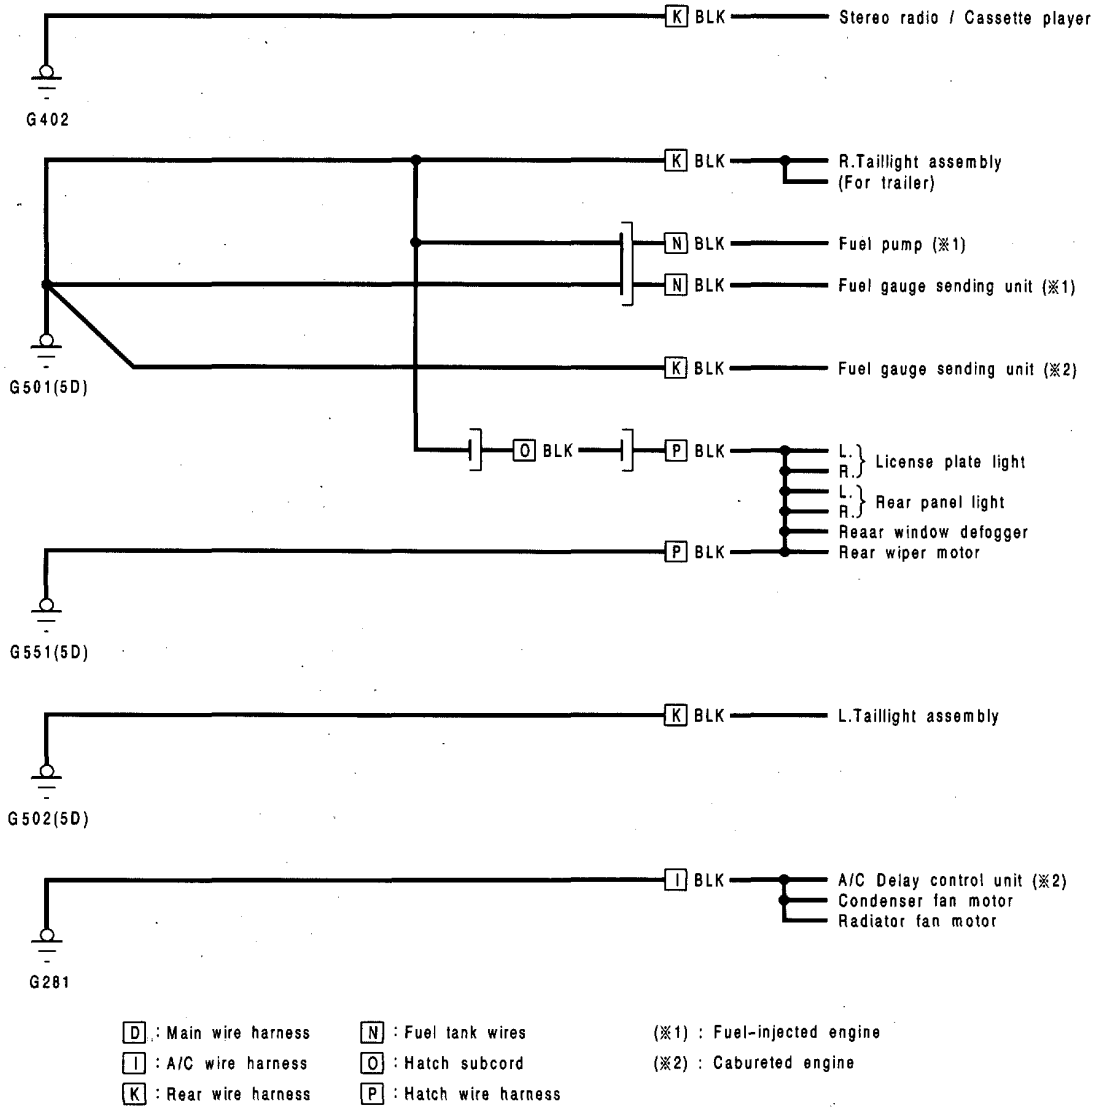 K BLK Stereo radio / Cassette player
G402
K BLK R.Taillight assembly
(For trailer)
N BLK Fuel pump (※1)
N BLK Fuel gauge sending unit (※1)
K BLK Fuel gauge sending unit (※2)
G501(5D)
O BLK P BLK L.
R. License plate light
L.
R. Rear panel light
Reaar window defogger
P BLK Rear wiper motor
G551(5D)
K BLK L.Taillight assembly
G502(5D)
I BLK A/C Delay control unit (※2)
Condenser fan motor
Radiator fan motor
G281
D : Main wire harness N : Fuel tank wires (※1) : Fuel-injected engine
I : A/C wire harness O : Hatch subcord (※2) : Cabureted engine
K : Rear wire harness P : Hatch wire harness